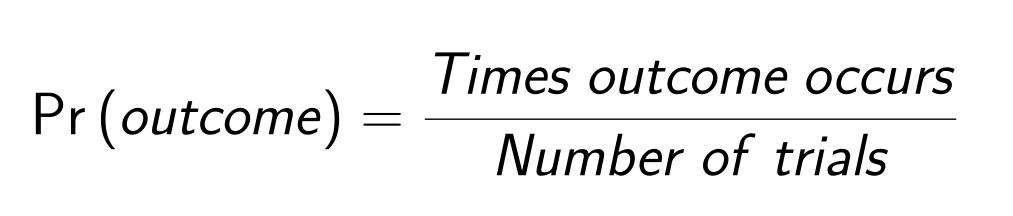 Pr (outcome) = Times outcome occurs / Number of trials